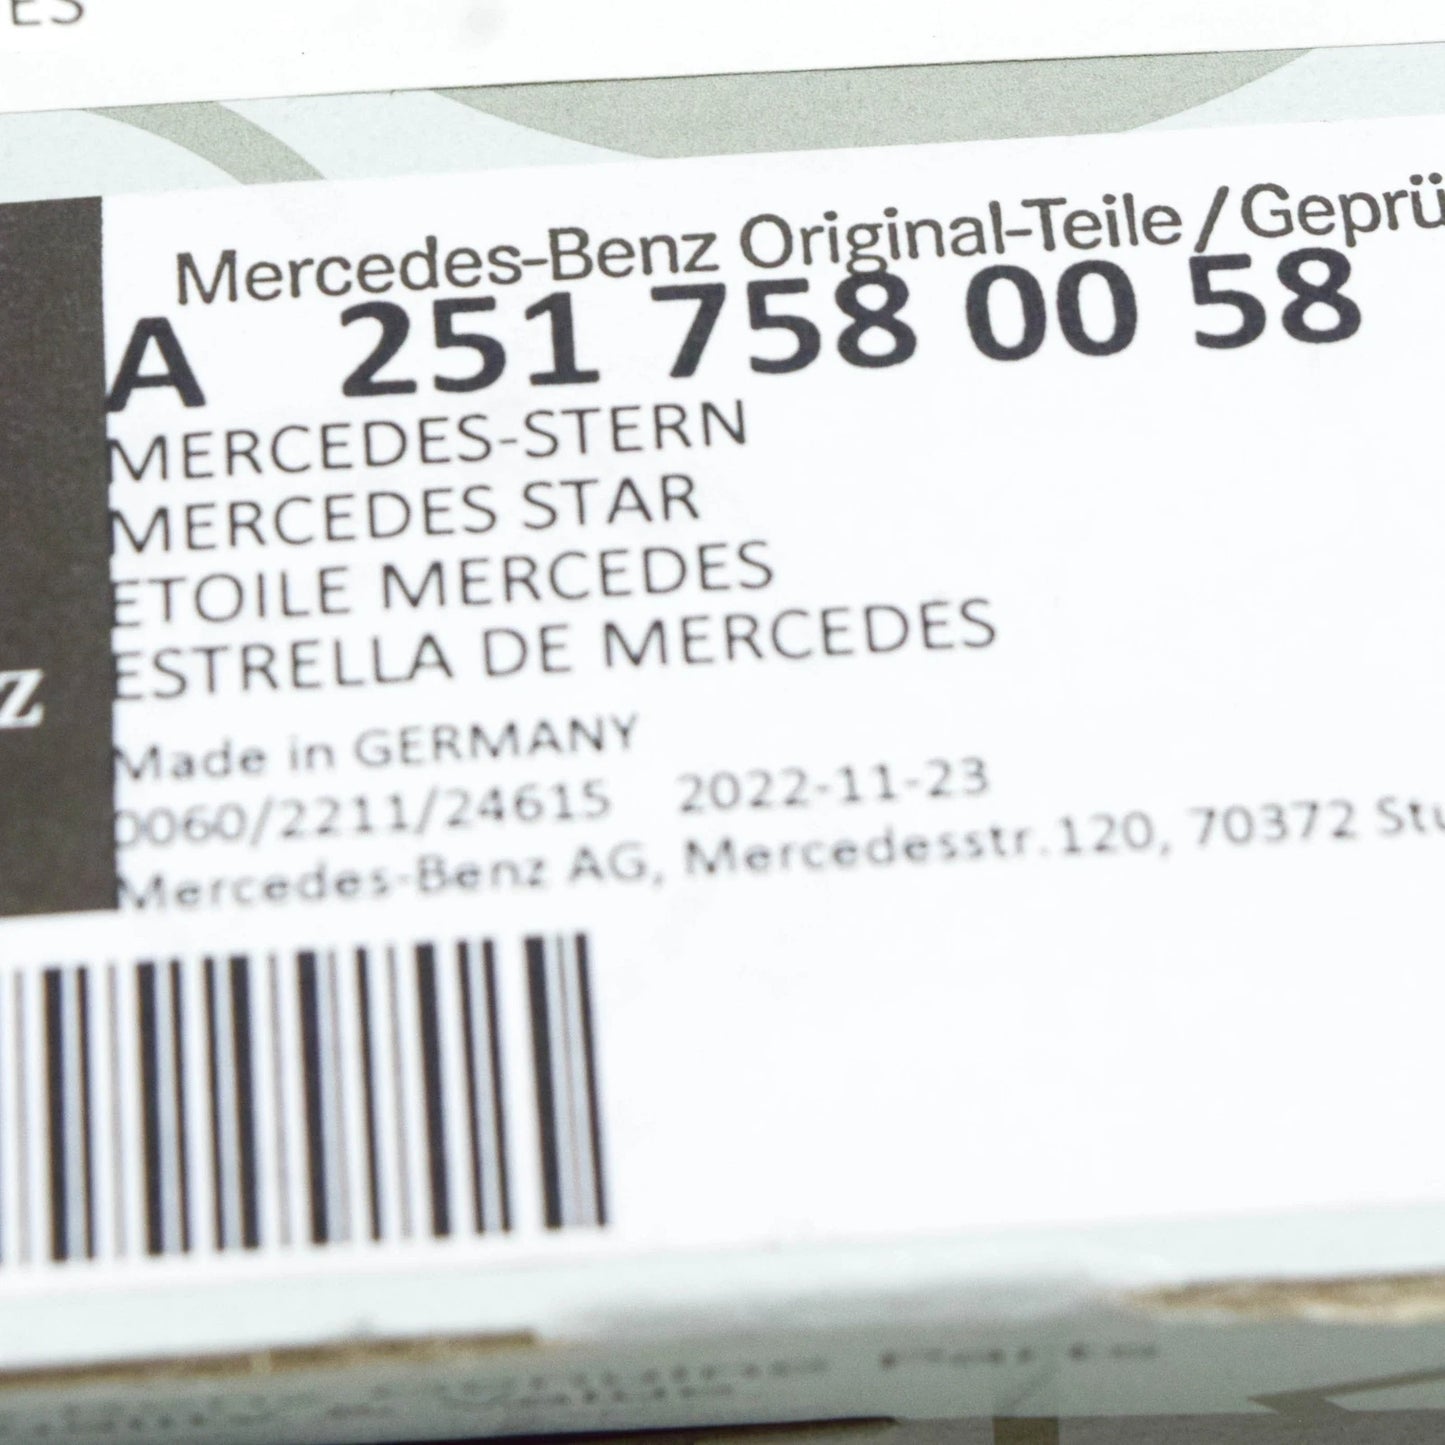 ES
Mercedes-Benz Original-Teile/Geprü
A 251 758 00 58
MERCEDES-STERN
MERCEDES STAR
ETOILE MERCEDES
ESTRELLA DE MERCEDES
z
Made in GERMANY
0060/2211/24615 2022-11-23
Mercedes-Benz AG, Mercedesstr.120, 70372 Stu